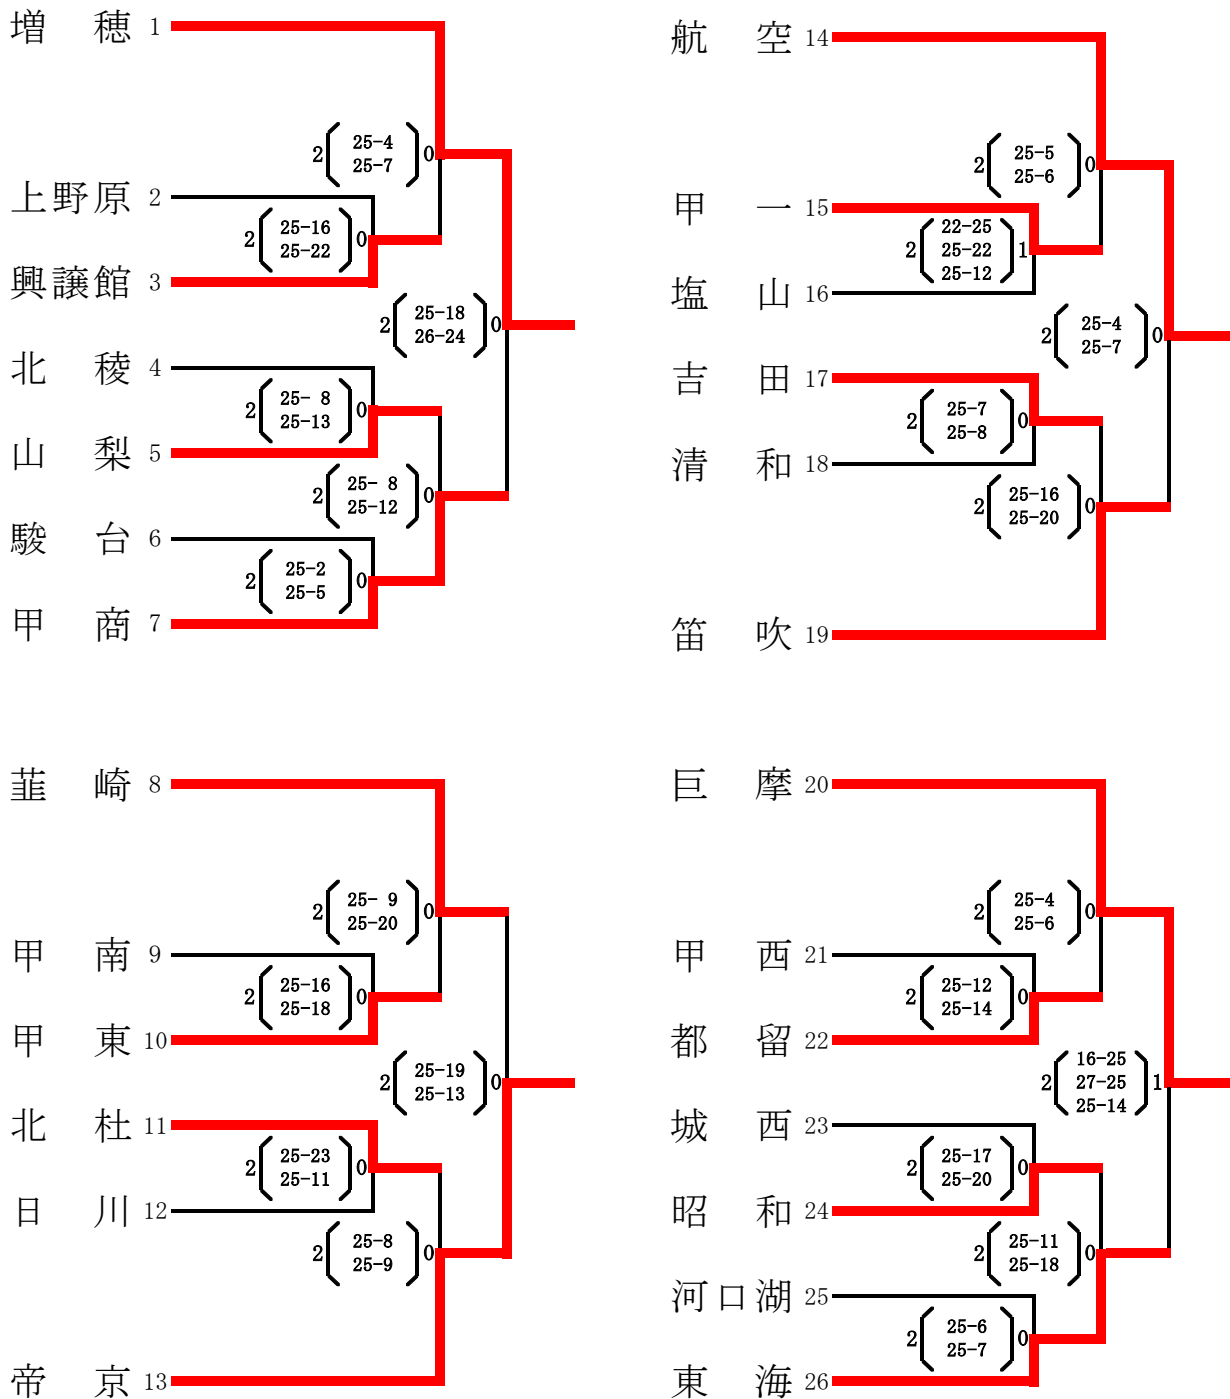 増穂 1
2 25-4 0
25-7
上野原 2
2 25-16 0
25-22
興譲館 3
2 25-18 0
26-24
北稜 4
2 25- 8 0
25-13
山梨 5
2 25- 8 0
25-12
駿台 6
2 25-2 0
25-5
甲商 7
航空 14
2 25-5 0
25-6
甲一 15
22-25
2 25-22 1
25-12
塩山 16
2 25-4 0
25-7
吉田 17
2 25-7 0
25-8
清和 18
2 25-16 0
25-20
笛吹 19
韮崎 8
2 25- 9 0
25-20
甲南 9
2 25-16 0
25-18
甲東 10
2 25-19 0
25-13
北杜 11
2 25-23 0
25-11
日川 12
2 25-8 0
25-9
帝京 13
巨摩 20
2 25-4 0
25-6
甲西 21
2 25-12 0
25-14
都留 22
16-25
2 27-25 1
25-14
城西 23
2 25-17 0
25-20
昭和 24
2 25-11 0
25-18
河口湖 25
2 25-6 0
25-7
東海 26